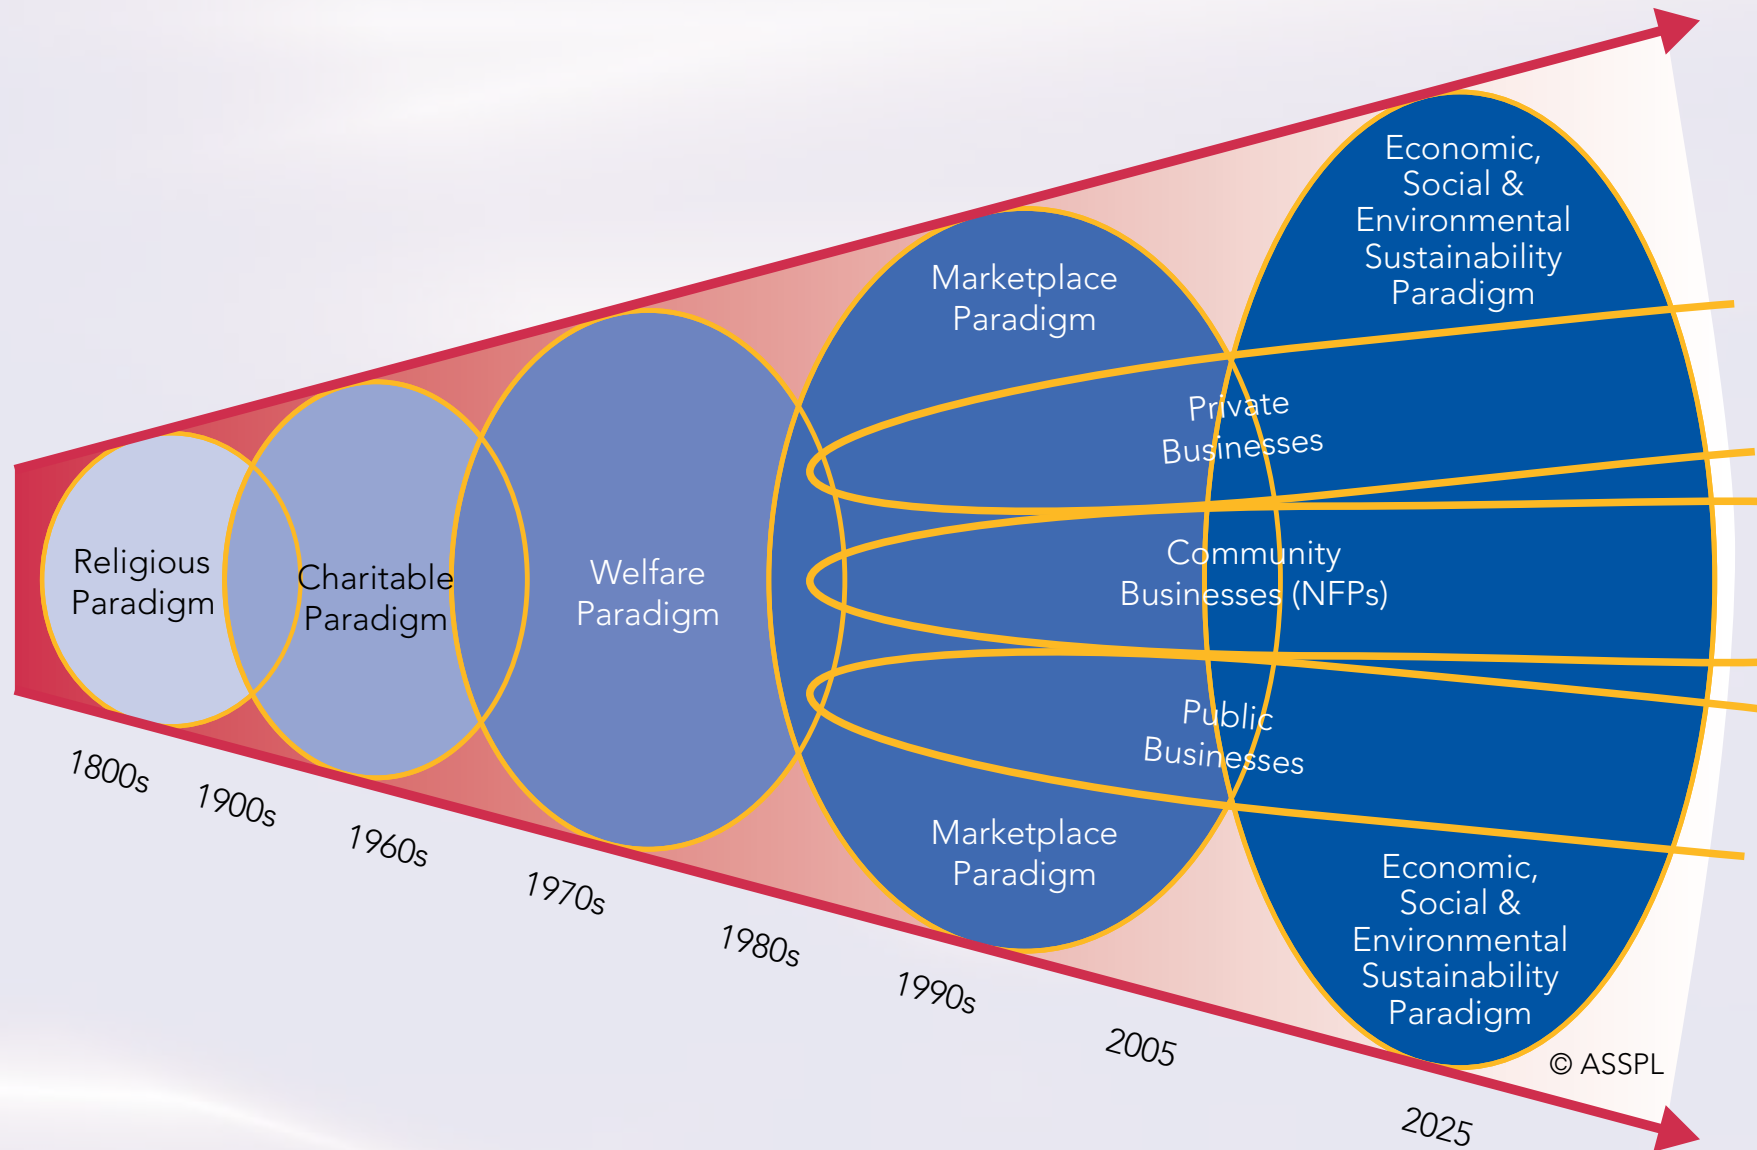 Religious
Paradigm
Charitable
Paradigm
Welfare
Paradigm
Marketplace
Paradigm
Economic,
Social &
Environmental
Sustainability
Paradigm
Private
Businesses
Community
Businesses (NFPs)
Public
Businesses
Marketplace
Paradigm
Economic,
Social &
Environmental
Sustainability
Paradigm
1800s
1900s
1960s
1970s
1980s
1990s
2005
2025
© ASSPL